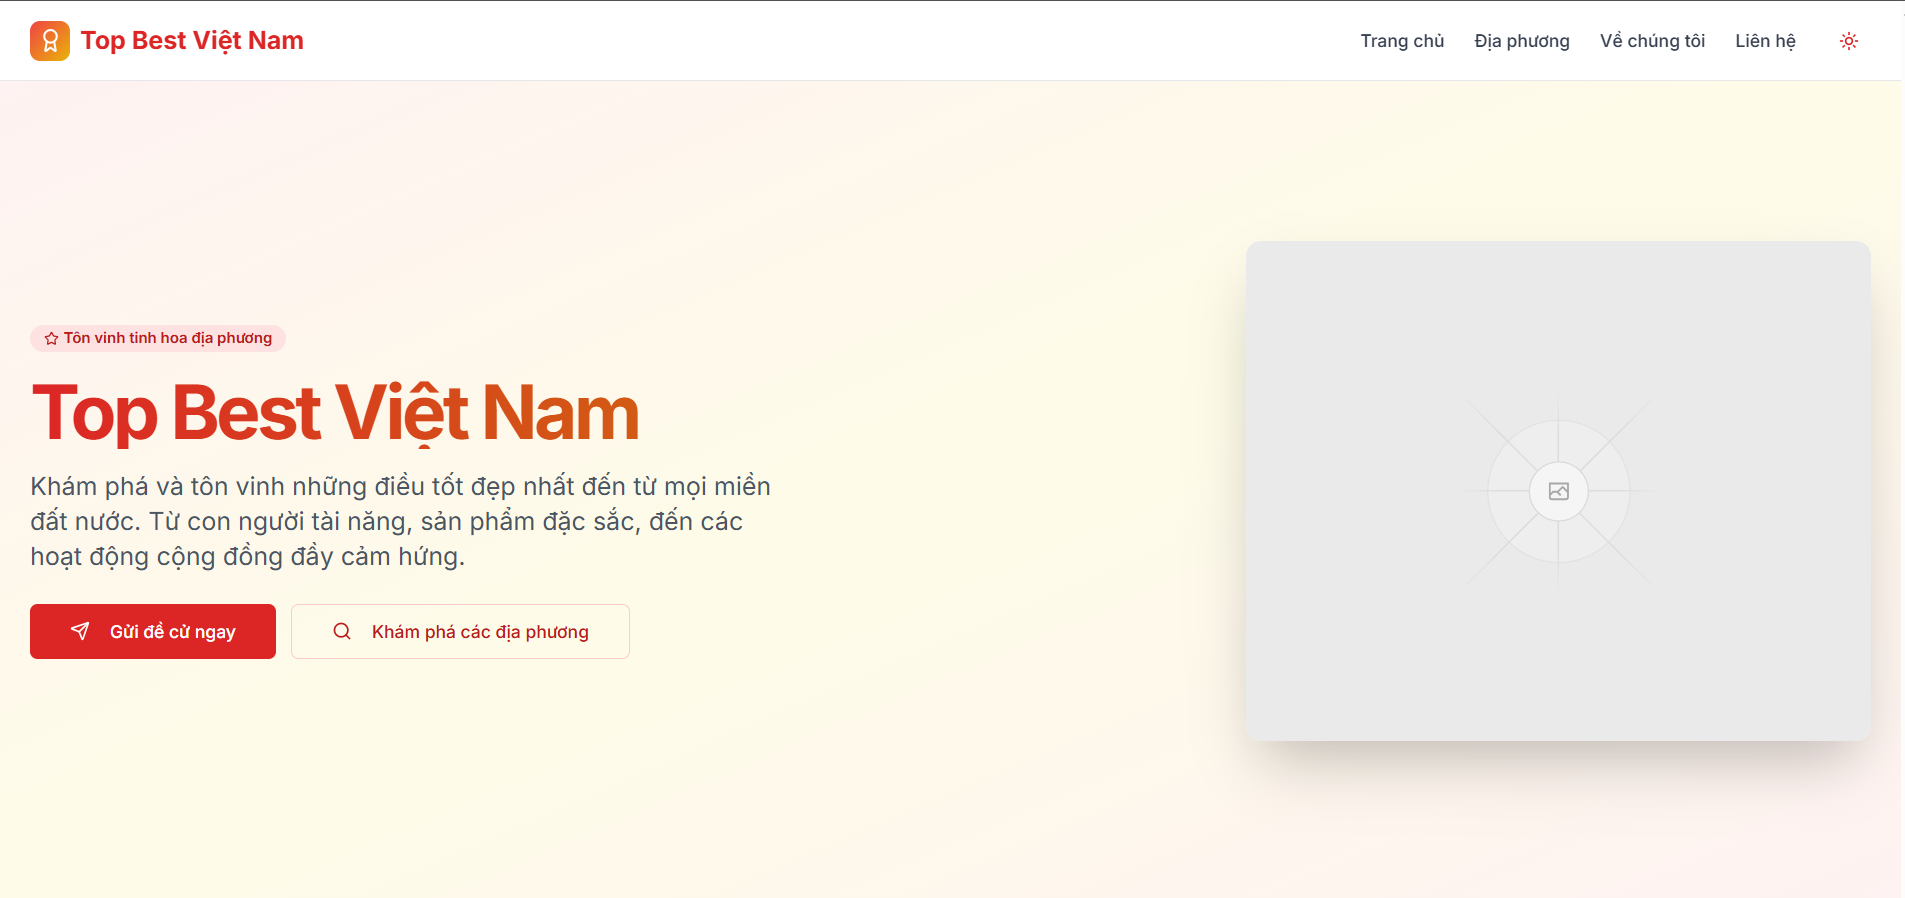 Top Best Việt Nam
Trang chủ
Địa phương
Về chúng tôi
Liên hệ
Tôn vinh tinh hoa địa phương
Top Best Việt Nam
Khám phá và tôn vinh những điều tốt đẹp nhất đến từ mọi miền
đất nước. Từ con người tài năng, sản phẩm đặc sắc, đến các
hoạt động cộng đồng đầy cảm hứng.
Gửi đề cử ngay
Khám phá các địa phương